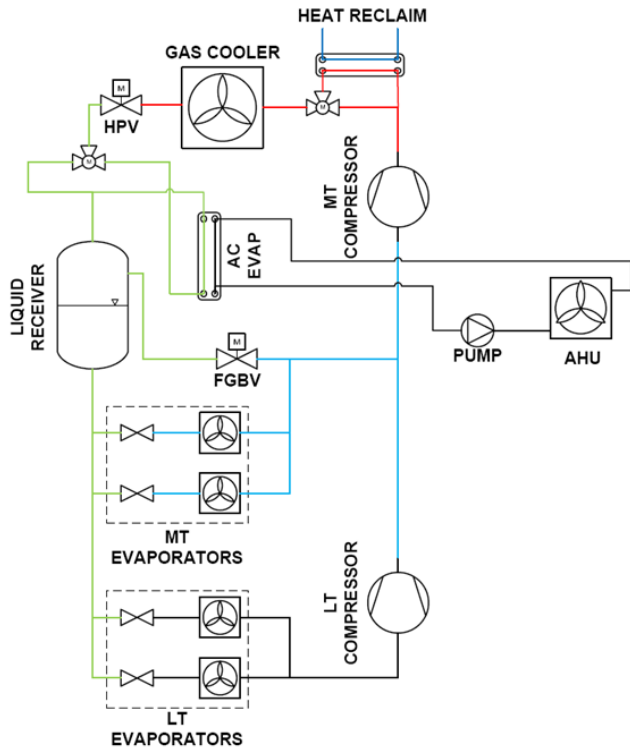 HEAT RECLAIM
GAS COOLER
M
HPV
M
M
MT
COMPRESSOR
AC
EVAP
LIQUID
RECEIVER
M
FGBV
PUMP
AHU
MT
EVAPORATORS
LT
COMPRESSOR
LT
EVAPORATORS